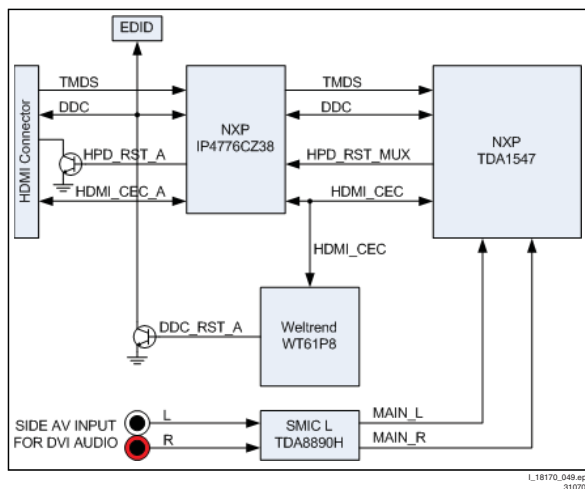 EDID
TMDS
TMDS
DDC
DDC
HDMI Connector
NXP
IP4776CZ38
NXP
TDA1547
HPD_RST_A
HPD_RST_MUX
HDMI_CEC_A
HDMI_CEC
HDMI_CEC
DDC_RST_A
Weltrend
WT61P8
SIDE AV INPUT
FOR DVI AUDIO
L
R
SMIC L
TDA8890H
MAIN_L
MAIN_R
I_18170_049.ep
31070